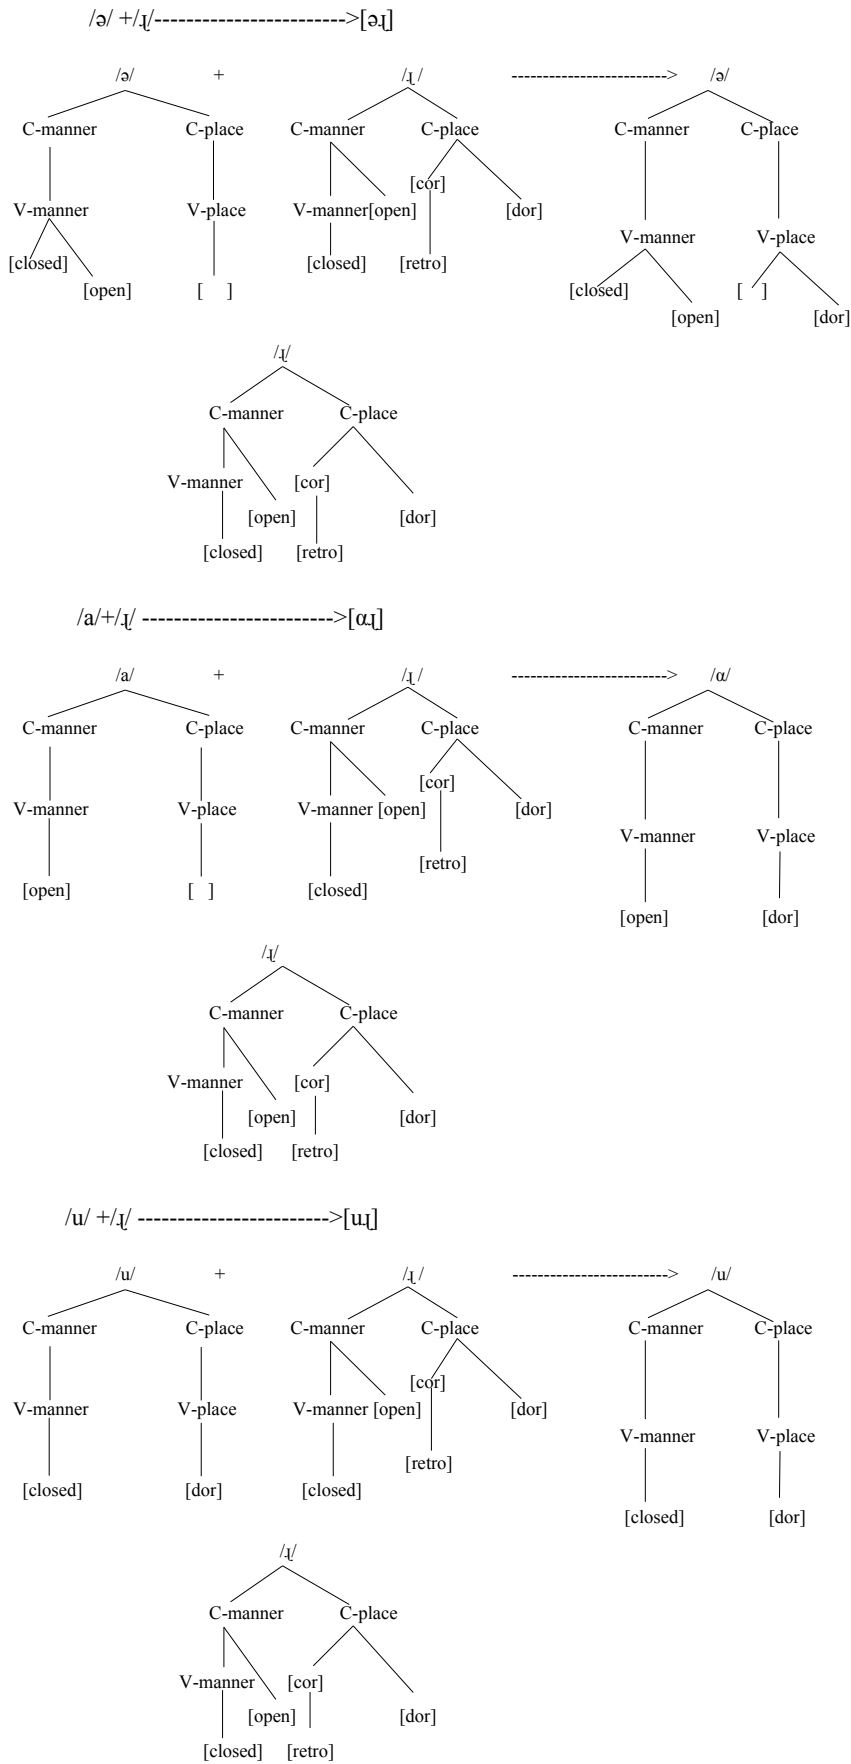 /ə/ +/ɻ/----------------------->[əɻ]
/ə/ + /ɻ / -----------------------> /ə/
C-manner C-place C-manner C-place C-manner C-place
[cor]
V-manner V-place V-manner[open] [dor]
V-manner V-place
[closed] [closed] [retro]
[open] [ ] [closed] [ ]
[open] [dor]
/ɻ/
C-manner C-place
V-manner [cor]
[open] [dor]
[closed] [retro]
/a/+/ɻ/ ----------------------->[ɑɻ]
/a/ + /ɻ / -----------------------> /ɑ/
C-manner C-place C-manner C-place C-manner C-place
[cor]
V-manner V-place V-manner [open] [dor]
V-manner V-place
[retro]
[open] [ ] [closed]
[open] [dor]
/ɻ/
C-manner C-place
V-manner [cor]
[open] [dor]
[closed] [retro]
/u/ +/ɻ/ ----------------------->[uɻ]
/u/ + /ɻ / -----------------------> /u/
C-manner C-place C-manner C-place C-manner C-place
[cor]
V-manner V-place V-manner [open] [dor]
V-manner V-place
[retro]
[closed] [dor] [closed]
[closed] [dor]
/ɻ/
C-manner C-place
V-manner [cor]
[open] [dor]
[closed] [retro]